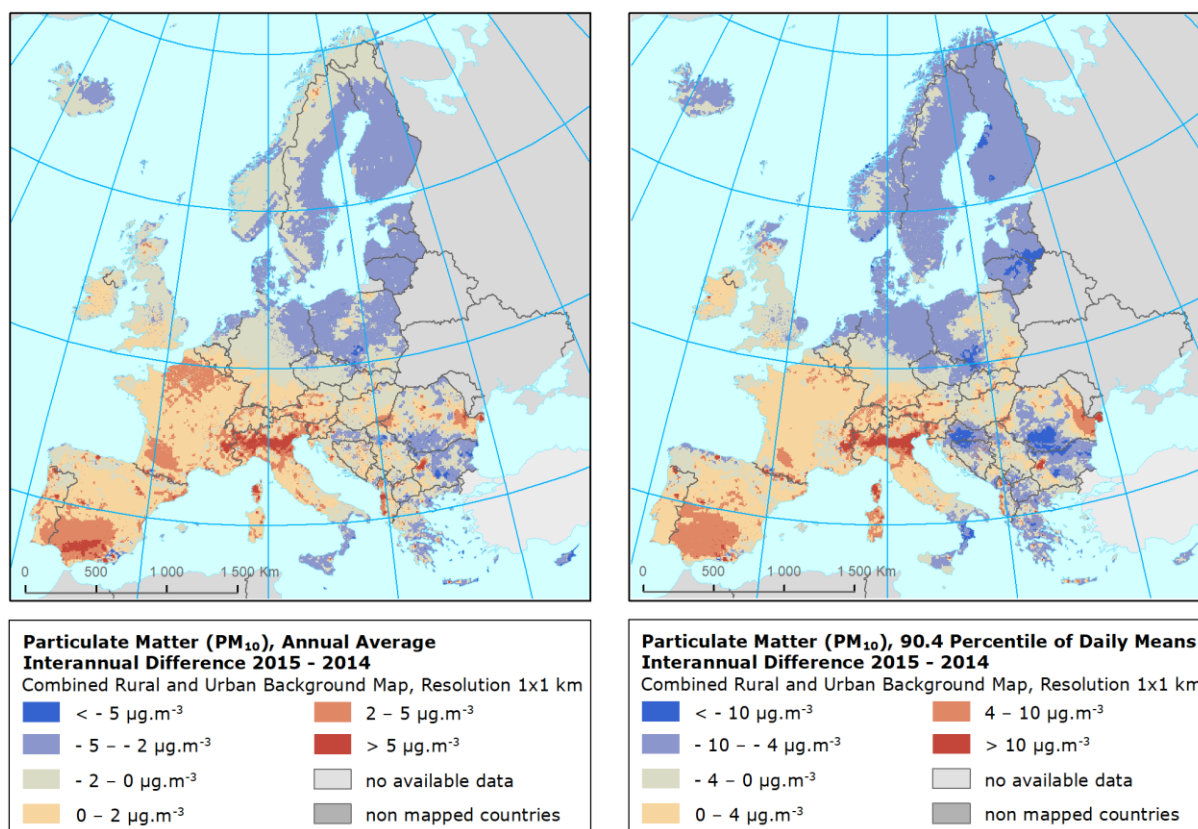 0 500 1 000 1 500 Km
Particulate Matter (PM₁₀), Annual Average
Interannual Difference 2015 - 2014
Combined Rural and Urban Background Map, Resolution 1x1 km
< - 5 µg.m⁻³
- 5 – - 2 µg.m⁻³
- 2 – 0 µg.m⁻³
0 – 2 µg.m⁻³
2 – 5 µg.m⁻³
> 5 µg.m⁻³
no available data
non mapped countries
0 500 1 000 1 500 Km
Particulate Matter (PM₁₀), 90.4 Percentile of Daily Means
Interannual Difference 2015 - 2014
Combined Rural and Urban Background Map, Resolution 1x1 km
< - 10 µg.m⁻³
- 10 – - 4 µg.m⁻³
- 4 – 0 µg.m⁻³
0 – 4 µg.m⁻³
4 – 10 µg.m⁻³
> 10 µg.m⁻³
no available data
non mapped countries